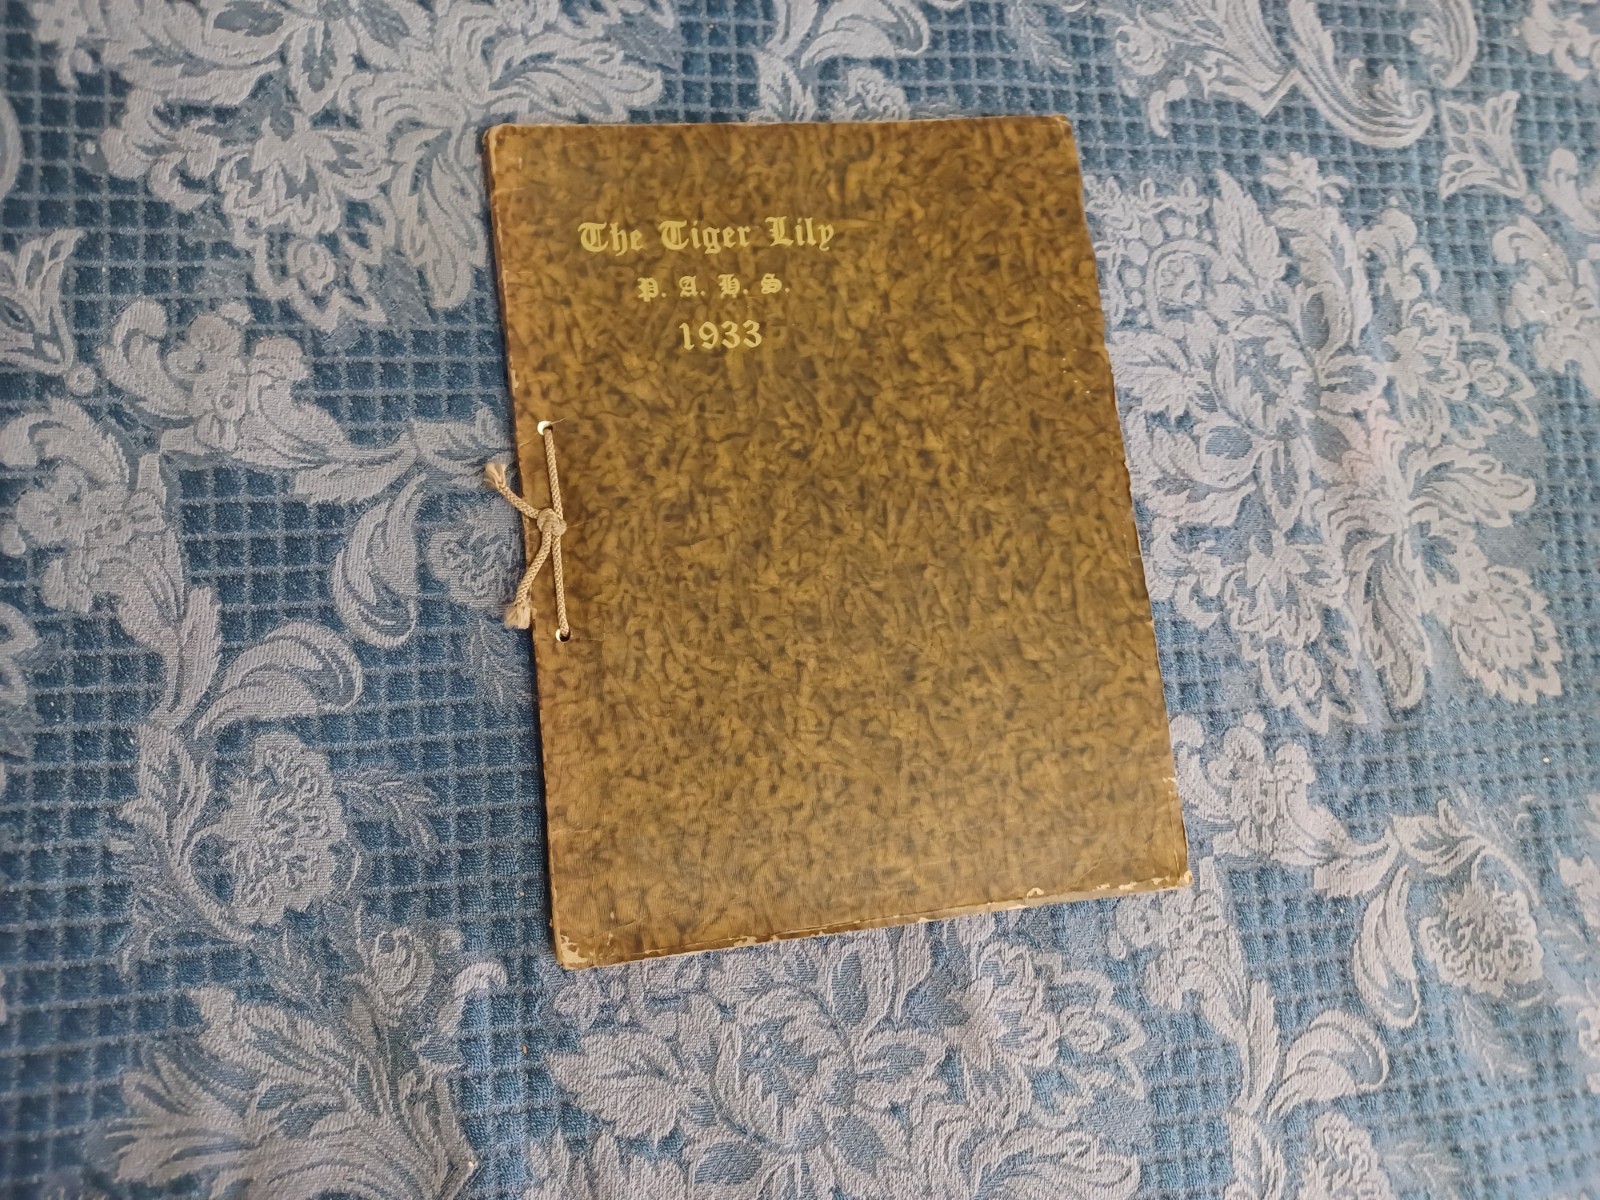 The Tiger Lily
P. A. H. S.
1933